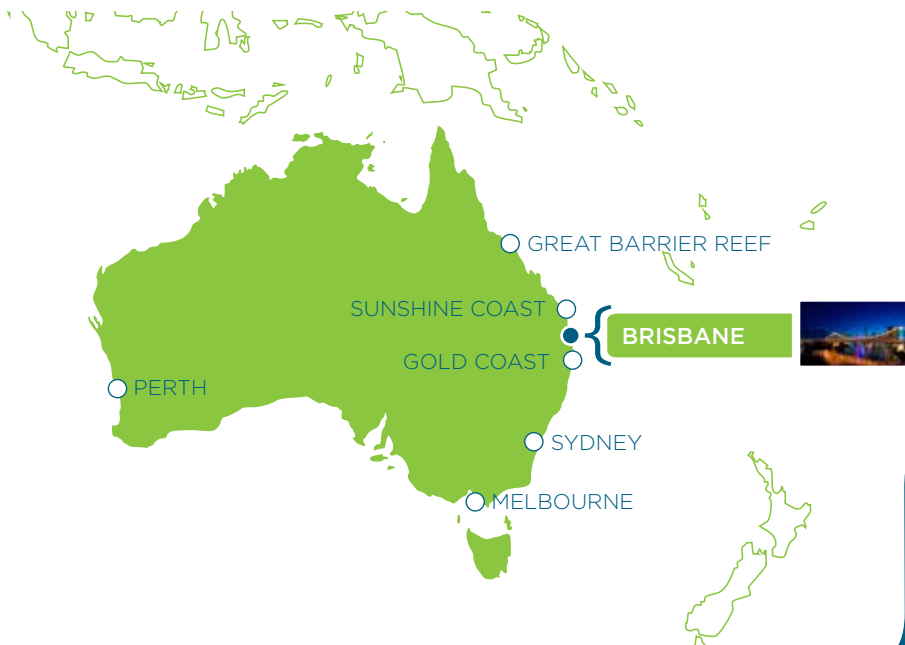 GREAT BARRIER REEF
SUNSHINE COAST
BRISBANE
GOLD COAST
PERTH
SYDNEY
MELBOURNE